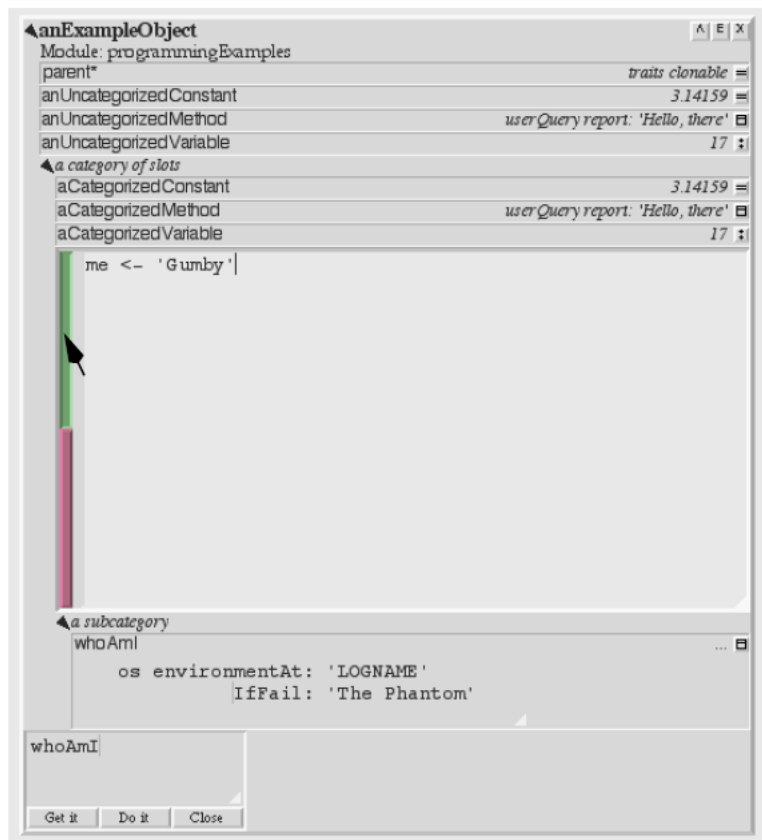 anExampleObject ʌ E X
Module: programmingExamples
parent* traits clonable =
anUncategorizedConstant 3.14159 =
anUncategorizedMethod userQuery report: 'Hello, there'
anUncategorizedVariable 17 :
a category of slots
aCategorizedConstant 3.14159 =
aCategorizedMethod userQuery report: 'Hello, there'
aCategorizedVariable 17 :
me <- 'Gumby'
a subcategory
whoAmI ...
os environmentAt: 'LOGNAME'
IfFail: 'The Phantom'
whoAmI
Get it Do it Close